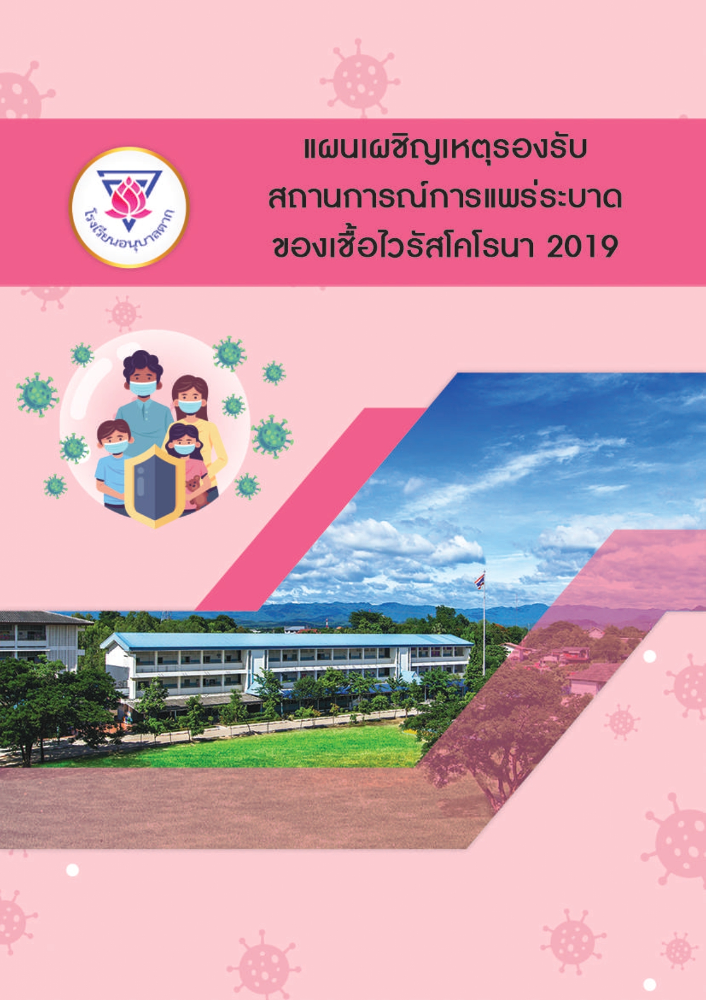 แผนเผชิญเหตุรองรับ
สถานการณ์การแพร่ระบาด
ของเชื้อไวรัสโคโรนา 2019
โรงเรียนอนุบาลตาก